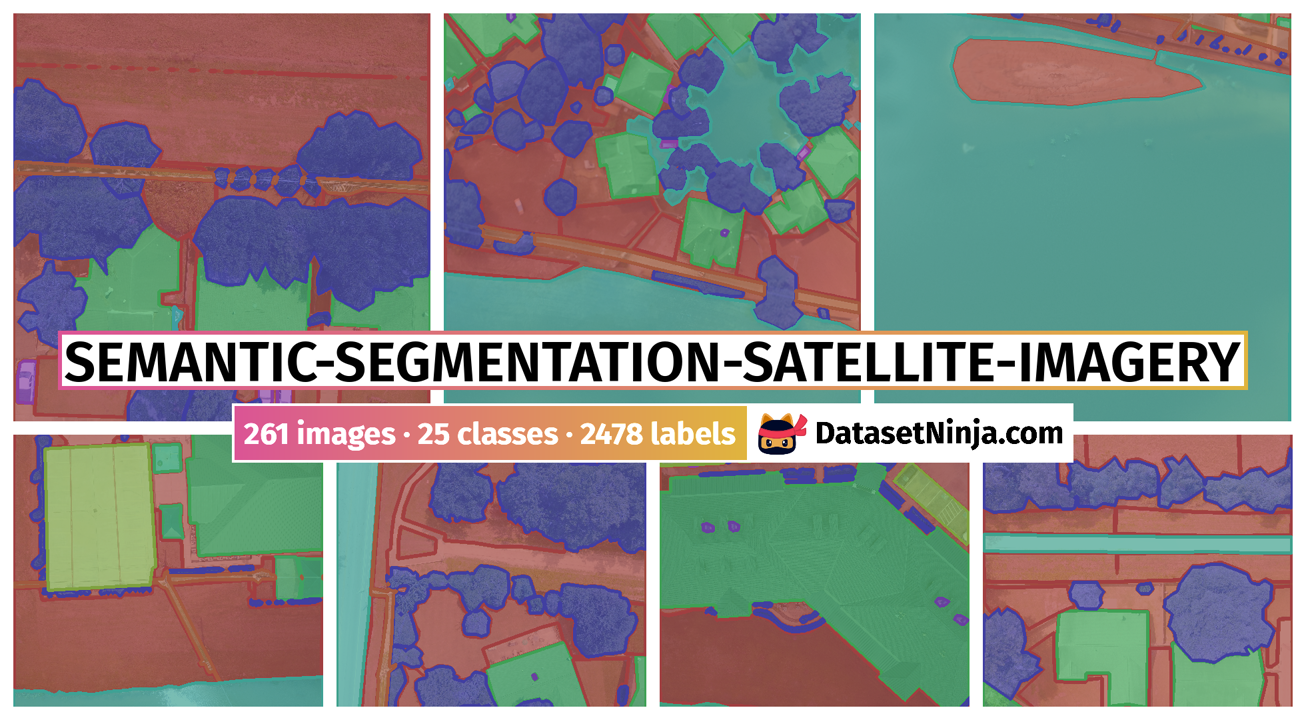 SEMANTIC-SEGMENTATION-SATELLITE-IMAGERY
261 images · 25 classes · 2478 labels DatasetNinja.com